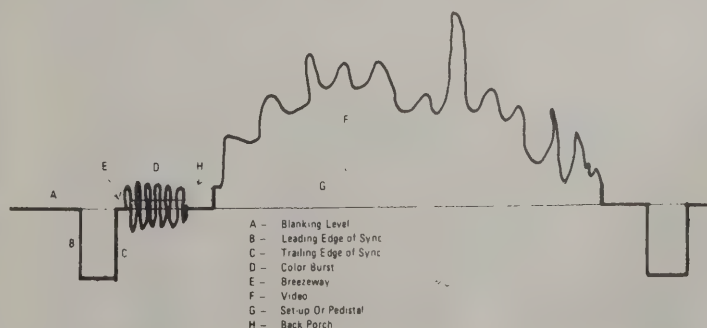 E
D
H
F
A
G
B
C
A – Blanking Level
B – Leading Edge of Sync
C – Trailing Edge of Sync
D – Color Burst
E – Breezeway
F – Video
G – Set-up Or Pedistal
H – Back Porch